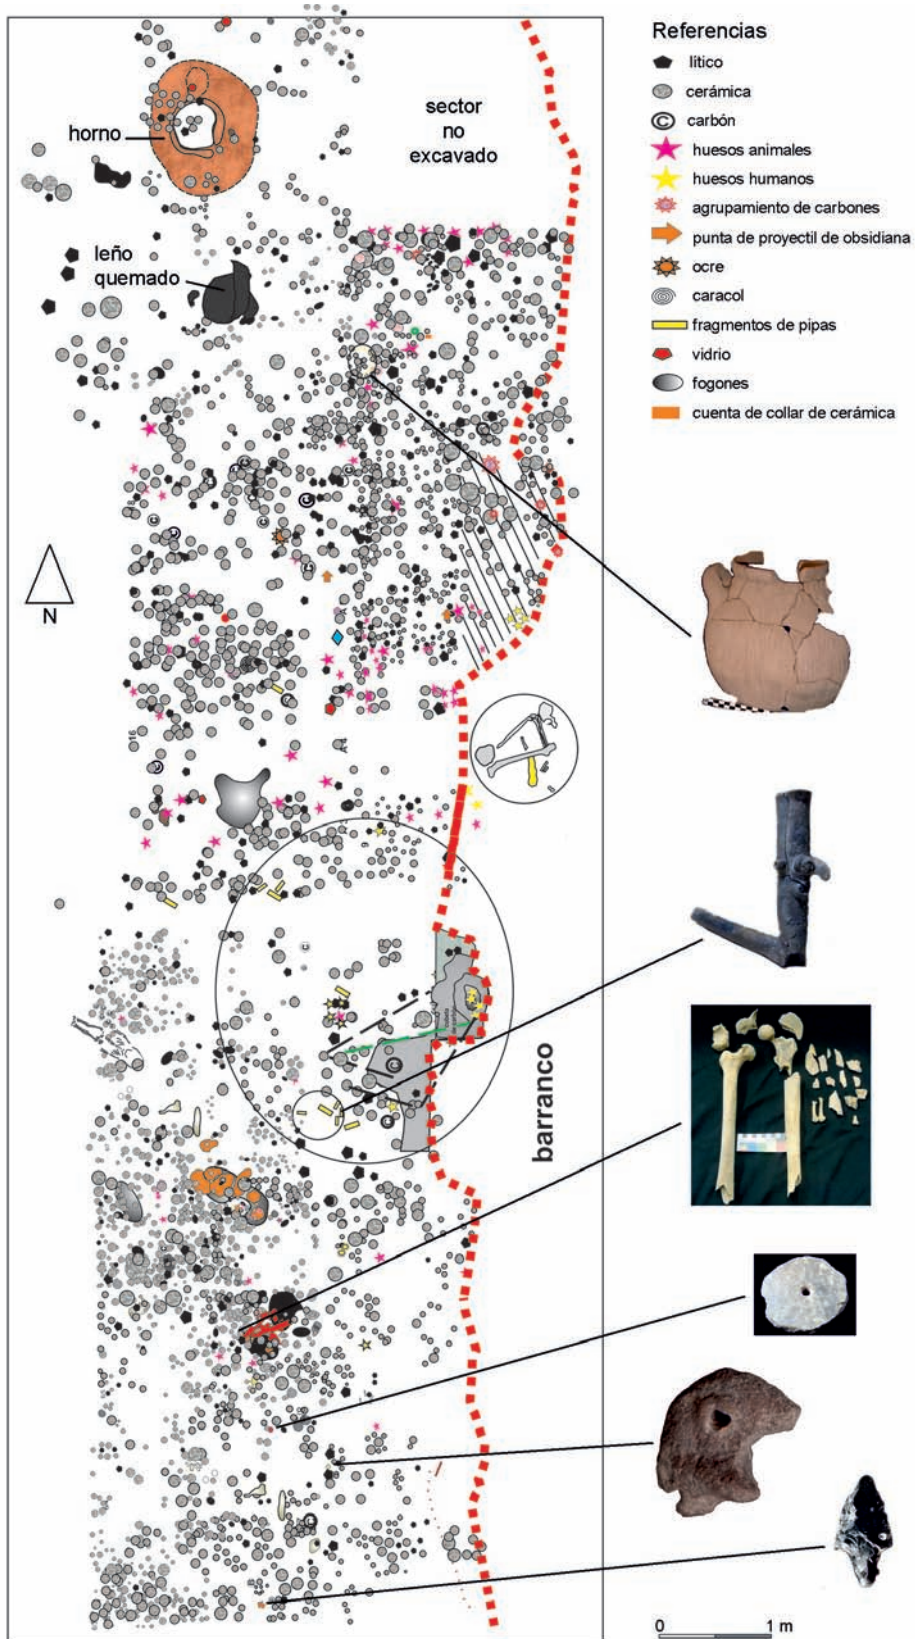 Referencias
lítico
cerámica
carbón
huesos animales
huesos humanos
agrupamiento de carbones
punta de proyectil de obsidiana
ocre
caracol
fragmentos de pipas
vidrio
fogones
cuenta de collar de cerámica
sector
no
excavado
horno
leño
quemado
N
barranco
0 1 m